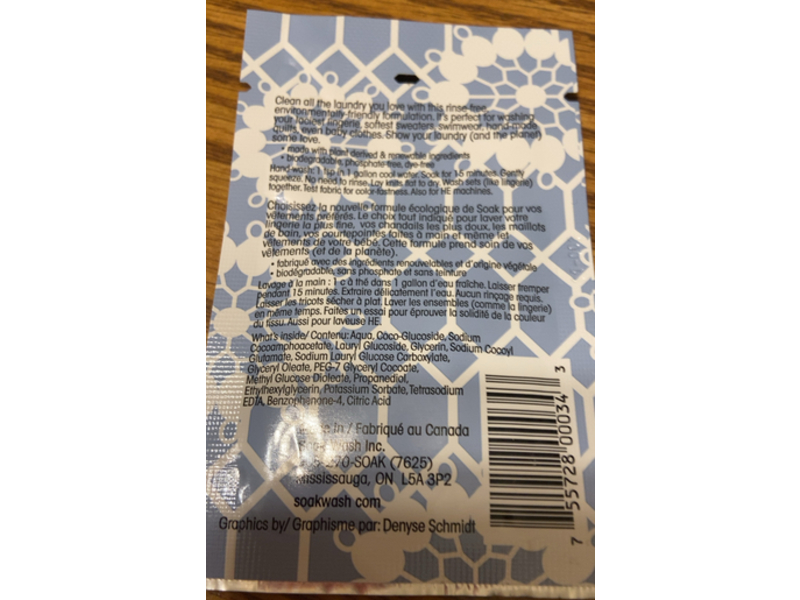 Clean all the laundry you love with this rinse-free,
environmentally-friendly formulation. It's perfect for washing
your laciest lingerie, softest sweaters, swimwear, hand-made
quilts, even baby clothes. Show your laundry (and the planet)
some love.
• made with plant derived & renewable ingredients
• biodegradable, phosphate-free, dye-free
Hand-wash: 1 tsp in 1 gallon cool water. Soak for 15 minutes. Gently
squeeze. No need to rinse. Lay knits flat to dry. Wash sets (like lingerie)
together. Test fabric for color-fastness. Also for HE machines.
Choisissez la nouvelle formule écologique de Soak pour vos
vêtements préférés. Le choix tout indiqué pour laver votre
lingerie la plus fine, vos chandails les plus doux, les maillots
de bain, vos courtepointes faites à main et même let
vêtements de votre bébé. Cette formule prend soin de vos
vêtements (et de la planète).
• fabriqué avec des ingrédients renouvelables et d'origine végétale
• biodégradable, sans phosphate et sans teinture
Lavage à la main : 1 c à thé dans 1 gallon d'eau fraîche. Laisser tremper
pendant 15 minutes. Extraire délicatement l'eau. Aucun rinçage requis.
Laisser les tricots sécher à plat. Laver les ensembles (comme la lingerie)
en même temps. Faites un essai pour éprouver la solidité de la couleur
du tissu. Aussi pour laveuse HE.
What's inside/ Contenu: Aqua, Coco-Glucoside, Sodium
Cocoamphoacetate, Lauryl Glucoside, Glycerin, Sodium Cocoyl
Glutamate, Sodium Lauryl Glucose Carboxylate,
Glyceryl Oleate, PEG-7 Glyceryl Cocoate,
Methyl Glucose Dioleate, Propanediol,
Ethylhexylglycerin, Potassium Sorbate, Tetrasodium
EDTA, Benzophenone-4, Citric Acid
in / Fabriqué au Canada
Wash Inc.
270-SOAK (7625)
Mississauga, ON L5A 3P2
soakwash.com
Graphics by/ Graphisme par: Denyse Schmidt
7 55728 00034 3